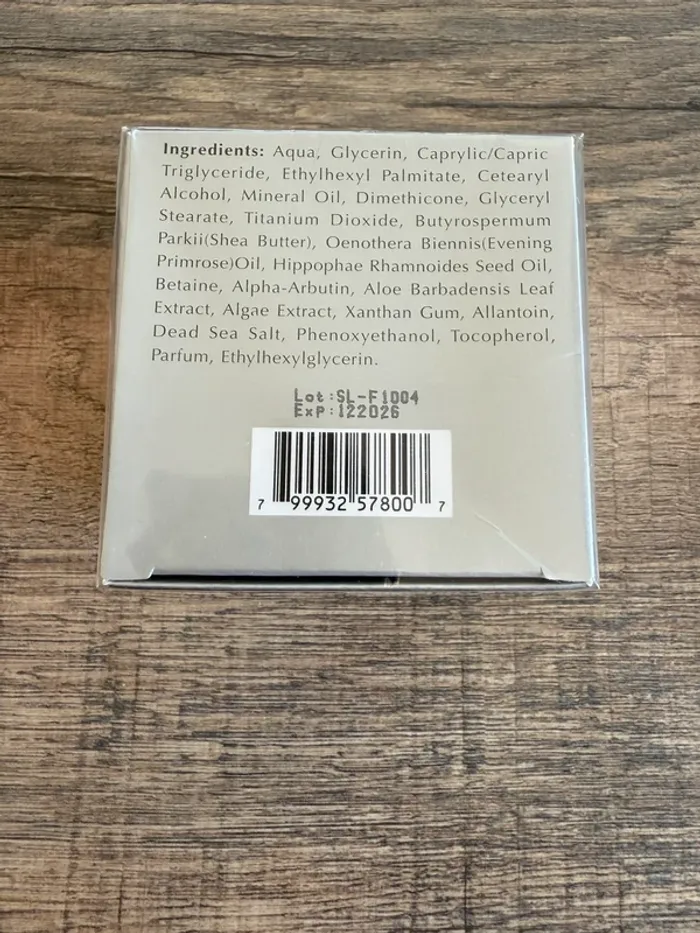 Ingredients: Aqua, Glycerin, Caprylic/Capric
Triglyceride, Ethylhexyl Palmitate, Cetearyl
Alcohol, Mineral Oil, Dimethicone, Glyceryl
Stearate, Titanium Dioxide, Butyrospermum
Parkii(Shea Butter), Oenothera Biennis(Evening
Primrose)Oil, Hippophae Rhamnoides Seed Oil,
Betaine, Alpha-Arbutin, Aloe Barbadensis Leaf
Extract, Algae Extract, Xanthan Gum, Allantoin,
Dead Sea Salt, Phenoxyethanol, Tocopherol,
Parfum, Ethylhexylglycerin.
Lot:SL-F1004
Exp:122026
7 99932 57800 7